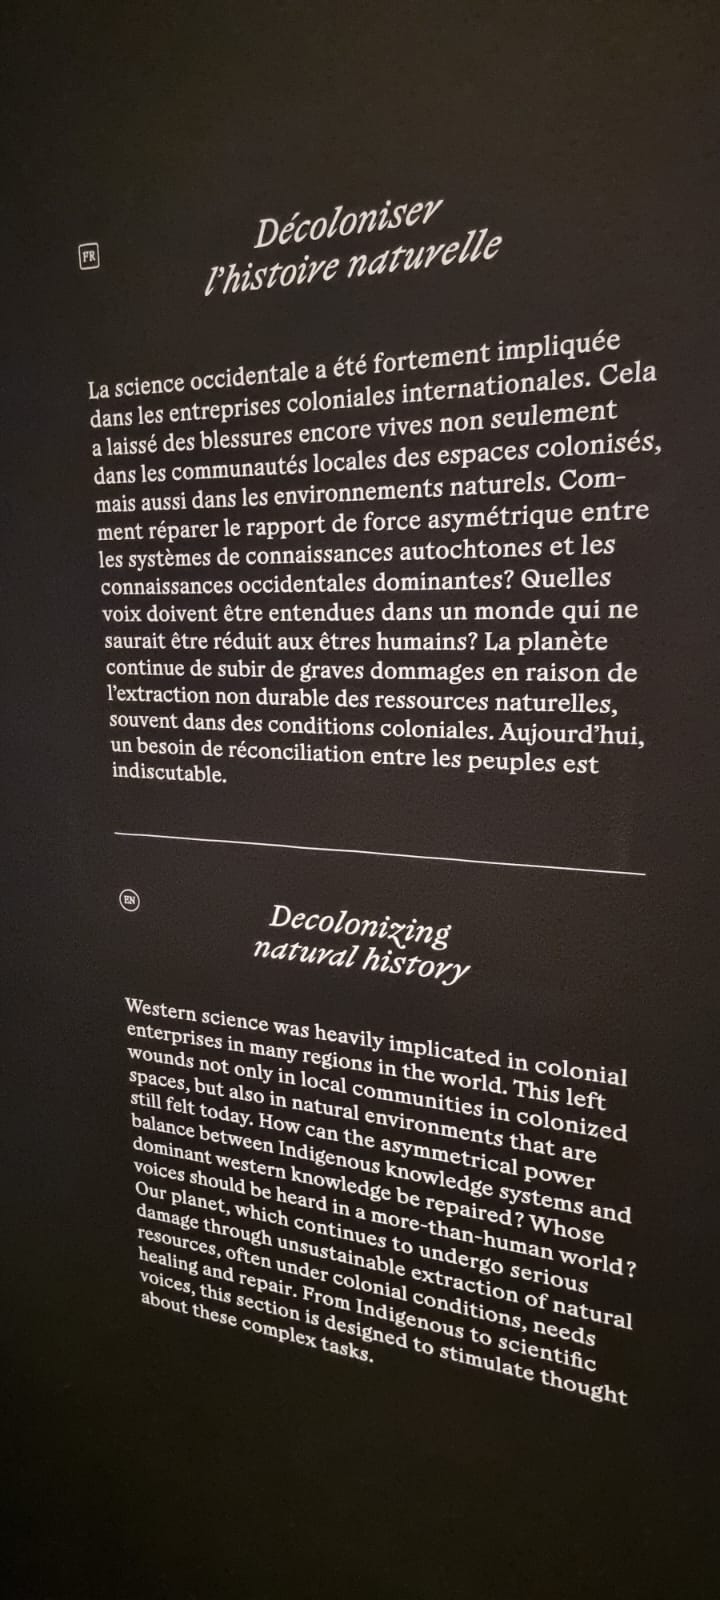 FR
Décoloniser
l'histoire naturelle
La science occidentale a été fortement impliquée
dans les entreprises coloniales internationales. Cela
a laissé des blessures encore vives non seulement
dans les communautés locales des espaces colonisés,
mais aussi dans les environnements naturels. Com-
ment réparer le rapport de force asymétrique entre
les systèmes de connaissances autochtones et les
connaissances occidentales dominantes? Quelles
voix doivent être entendues dans un monde qui ne
saurait être réduit aux êtres humains? La planète
continue de subir de graves dommages en raison de
l'extraction non durable des ressources naturelles,
souvent dans des conditions coloniales. Aujourd'hui,
un besoin de réconciliation entre les peuples est
indiscutable.
EN
Decolonizing
natural history
Western science was heavily implicated in colonial
enterprises in many regions in the world. This left
wounds not only in local communities in colonized
spaces, but also in natural environments that are
still felt today. How can the asymmetrical power
balance between Indigenous knowledge systems and
dominant western knowledge be repaired? Whose
voices should be heard in a more-than-human world?
Our planet, which continues to undergo serious
damage through unsustainable extraction of natural
resources, often under colonial conditions, needs
healing and repair. From Indigenous to scientific
voices, this section is designed to stimulate thought
about these complex tasks.